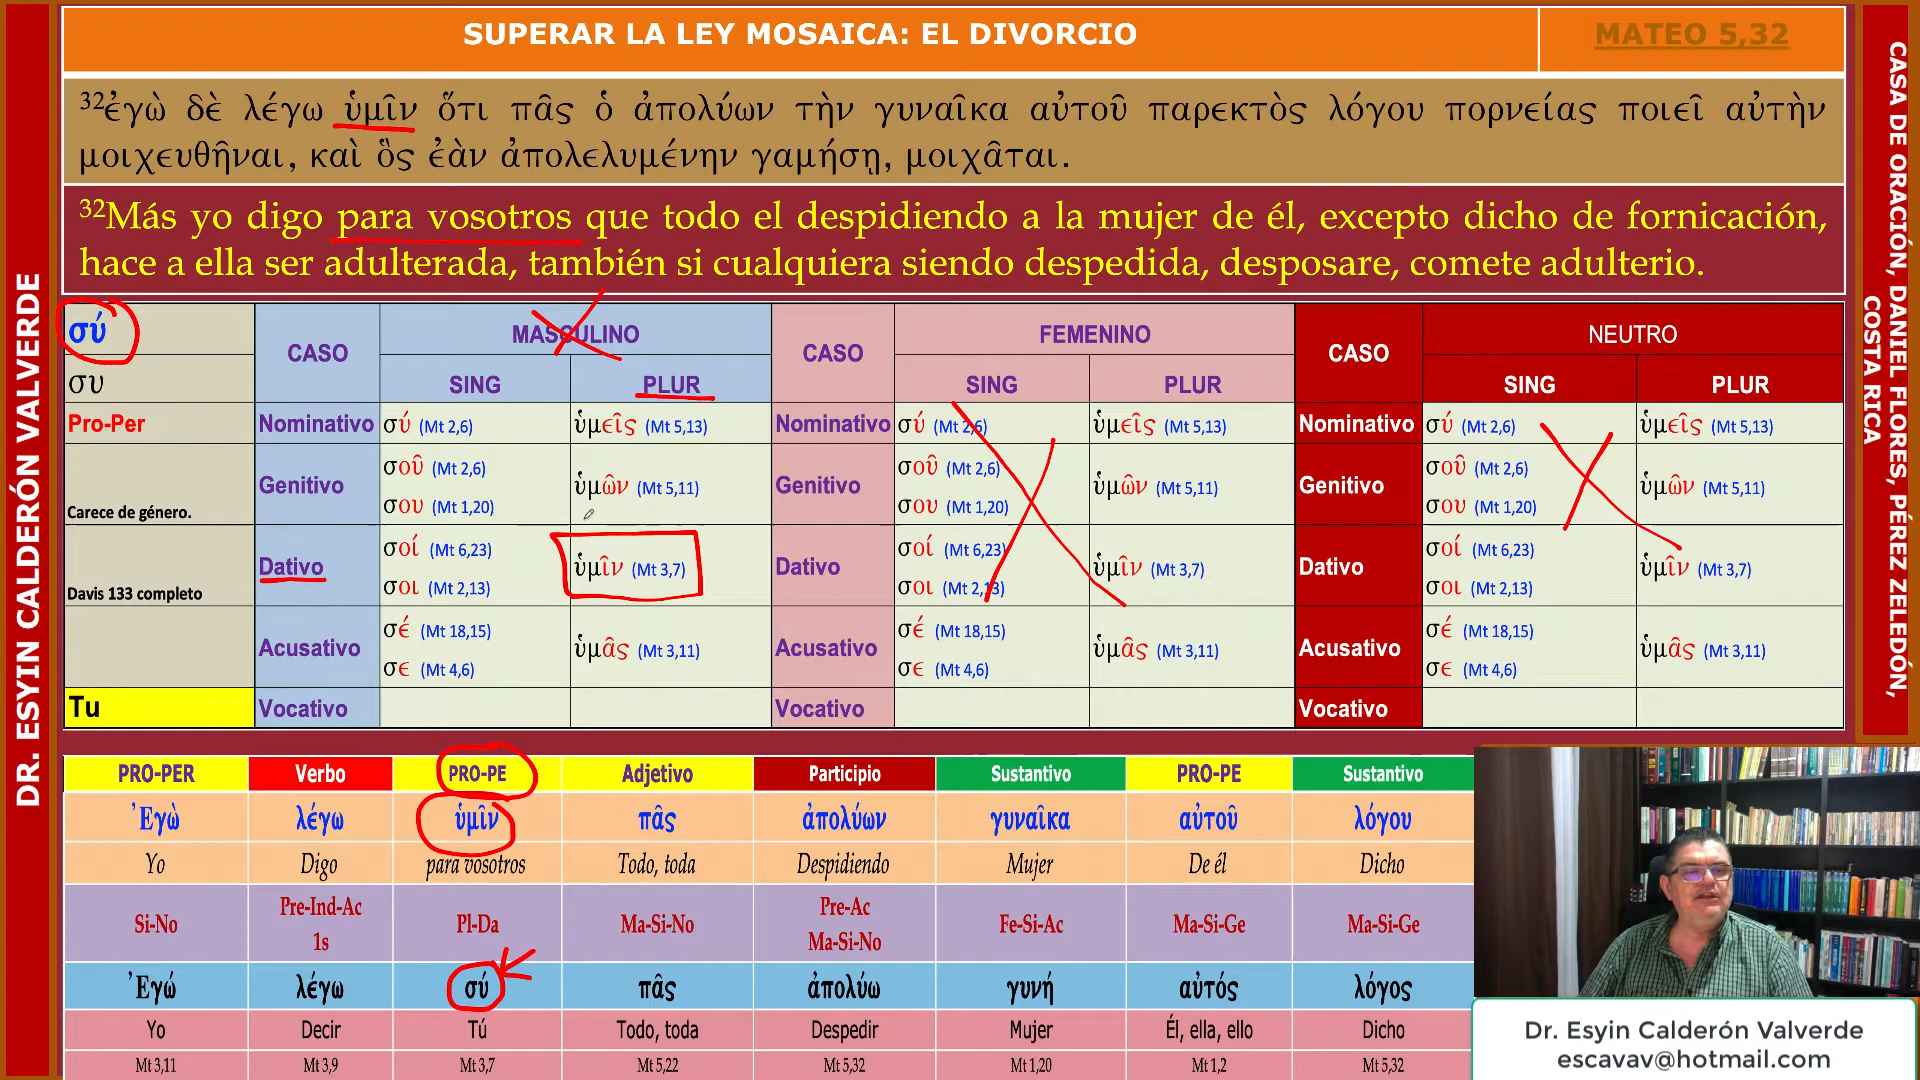 SUPERAR LA LEY MOSAICA: EL DIVORCIO
MATEO 5,32
32ἐγὼ δὲ λέγω ὑμῖν ὅτι πᾶς ὁ ἀπολύων τὴν γυναῖκα αὐτοῦ παρεκτὸς λόγου πορνείας ποιεῖ αὐτὴν
μοιχευθῆναι, καὶ ὃς ἐὰν ἀπολελυμένην γαμήσῃ, μοιχᾶται.
32Más yo digo para vosotros que todo el despidiendo a la mujer de él, excepto dicho de fornicación,
hace a ella ser adulterada, también si cualquiera siendo despedida, desposare, comete adulterio.
DR. ESYIN CALDERÓN VALVERDE
CASA DE ORACIÓN, DANIEL FLORES, PÉREZ ZELEDÓN,
COSTA RICA
σύ CASO MASCULINO CASO FEMENINO CASO NEUTRO
συ SING PLUR SING PLUR SING PLUR
Pro-Per Nominativo σύ (Mt 2,6) ὑμεῖς (Mt 5,13) Nominativo σύ (Mt 2,6) ὑμεῖς (Mt 5,13) Nominativo σύ (Mt 2,6) ὑμεῖς (Mt 5,13)
Carece de género. Genitivo σοῦ (Mt 2,6) σου (Mt 1,20) ὑμῶν (Mt 5,11) Genitivo σοῦ (Mt 2,6) σου (Mt 1,20) ὑμῶν (Mt 5,11) Genitivo σοῦ (Mt 2,6) σου (Mt 1,20) ὑμῶν (Mt 5,11)
Davis 133 completo Dativo σοί (Mt 6,23) σοι (Mt 2,13) ὑμῖν (Mt 3,7) Dativo σοί (Mt 6,23) σοι (Mt 2,13) ὑμῖν (Mt 3,7) Dativo σοί (Mt 6,23) σοι (Mt 2,13) ὑμῖν (Mt 3,7)
Acusativo σέ (Mt 18,15) σε (Mt 4,6) ὑμᾶς (Mt 3,11) Acusativo σέ (Mt 18,15) σε (Mt 4,6) ὑμᾶς (Mt 3,11) Acusativo σέ (Mt 18,15) σε (Mt 4,6) ὑμᾶς (Mt 3,11)
Tu Vocativo Vocativo Vocativo
PRO-PER Verbo PRO-PE Adjetivo Participio Sustantivo PRO-PE Sustantivo
᾿Εγὼ λέγω ὑμῖν πᾶς ἀπολύων γυναῖκα αὐτοῦ λόγου
Yo Digo para vosotros Todo, toda Despidiendo Mujer De él Dicho
Si-No Pre-Ind-Ac 1s Pl-Da Ma-Si-No Pre-Ac Ma-Si-No Fe-Si-Ac Ma-Si-Ge Ma-Si-Ge
᾿Εγώ λέγω σύ πᾶς ἀπολύω γυνή αὐτός λόγος
Yo Decir Tú Todo, toda Despedir Mujer Él, ella, ello Dicho
Mt 3,11 Mt 3,9 Mt 3,7 Mt 5,22 Mt 5,32 Mt 1,20 Mt 1,2 Mt 5,32
Dr. Esyin Calderón Valverde
escavav@hotmail.com